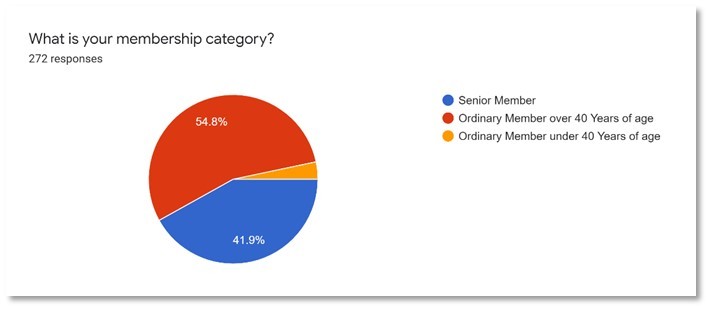 What is your membership category?
272 responses
54.8%
41.9%
Senior Member
Ordinary Member over 40 Years of age
Ordinary Member under 40 Years of age